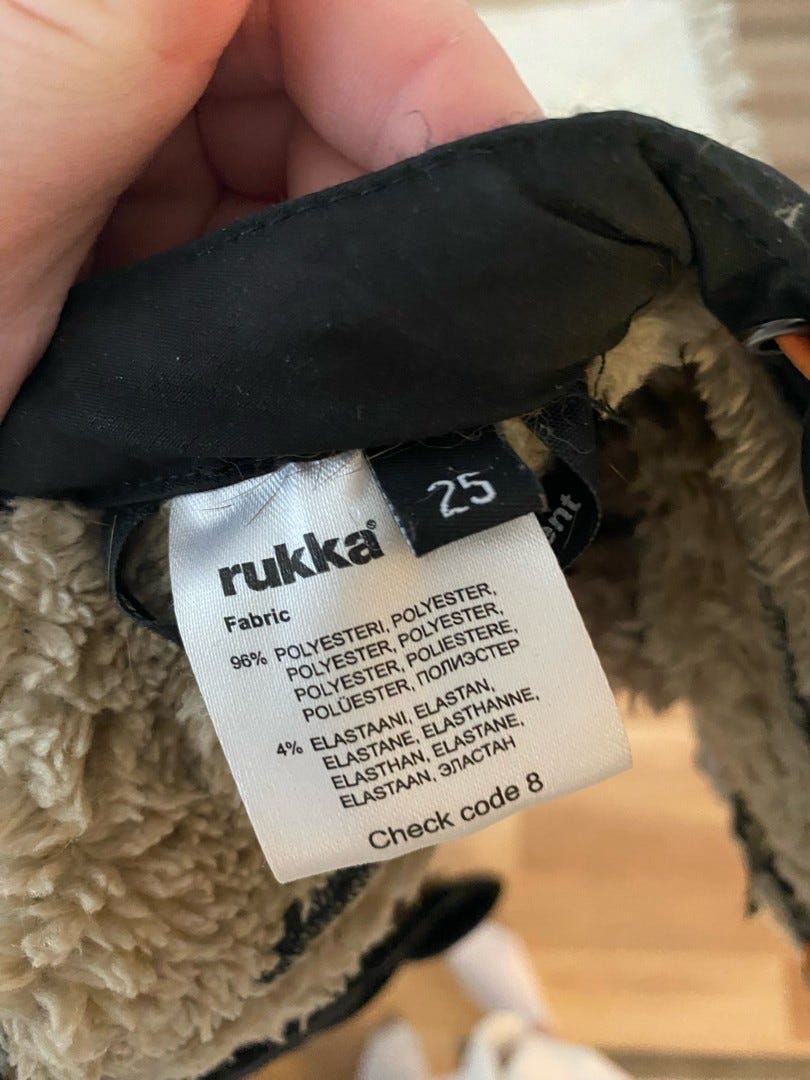 25
rukka®
Fabric
96% POLYESTERI, POLYESTER,
POLYESTER, POLYESTER,
POLYESTER, POLIESTERE,
POLÜESTER, ПОЛИЭСТЕР
4% ELASTAANI, ELASTAN,
ELASTANE, ELASTHANNE,
ELASTHAN, ELASTANE,
ELASTAAN, ЭЛАСТАН
Check code 8